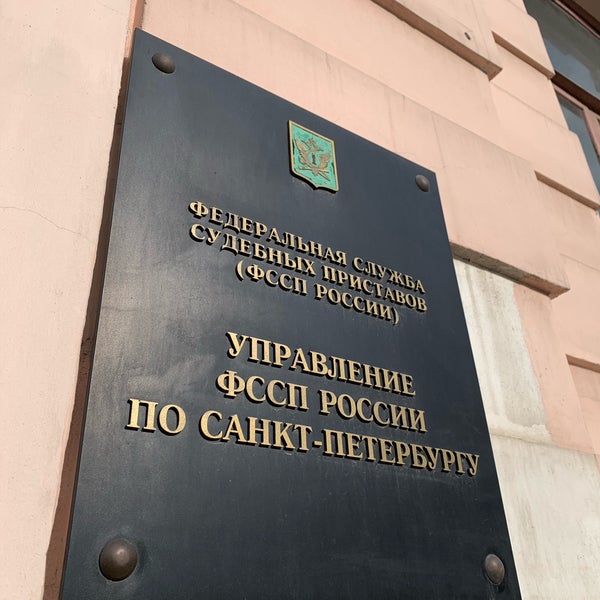 ФЕДЕРАЛЬНАЯ СЛУЖБА
СУДЕБНЫХ ПРИСТАВОВ
(ФССП РОССИИ)
УПРАВЛЕНИЕ
ФССП РОССИИ
ПО САНКТ-ПЕТЕРБУРГУ